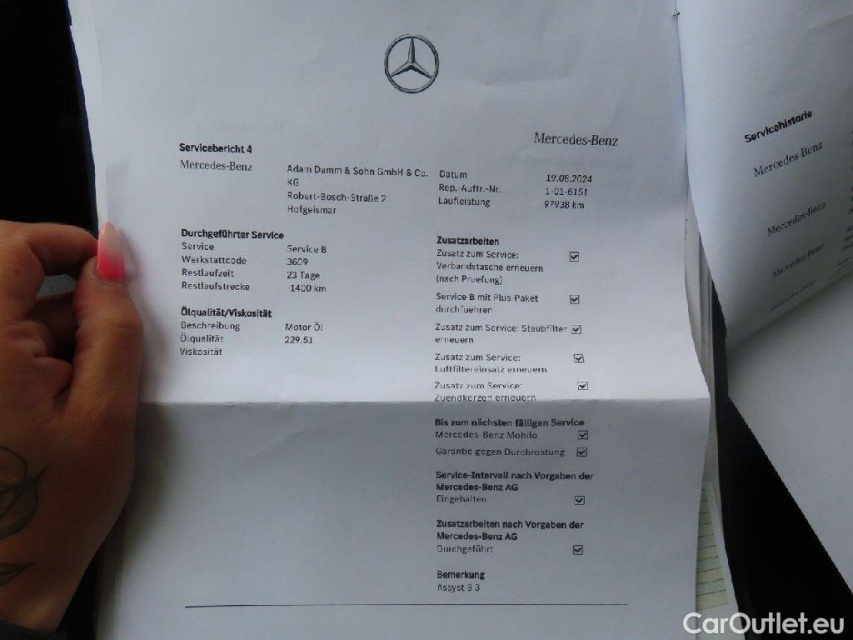 Mercedes-Benz
Servicebericht 4
Mercedes-Benz
Adam Damm & Sohn GmbH & Co.
KG
Robert-Bosch-Straße 2
Hofgeismar
Datum 19.08.2024
Rep.-Auftr.-Nr. 1-01-6151
Laufleistung 97938 km
Durchgeführter Service
Service Service B
Werkstattcode 3609
Restlaufzeit 23 Tage
Restlaufstrecke -1400 km
Ölqualität/Viskosität
Beschreibung Motor Öl
Ölqualität 229.51
Viskosität
Zusatzarbeiten
Zusatz zum Service:
Verbandstasche erneuern
(nach Pruefung)
Service B mit Plus-Paket
durchfuehren
Zusatz zum Service: Staubfilter
erneuern
Zusatz zum Service:
Luftfiltereinsatz erneuern
Zusatz zum Service:
Zuendkerzen erneuern
Bis zum nächsten fälligen Service
Mercedes-Benz Mobilo
Garantie gegen Durchrostung
Service-Intervall nach Vorgaben der
Mercedes-Benz AG
Eingehalten
Zusatzarbeiten nach Vorgaben der
Mercedes-Benz AG
Durchgeführt
Bemerkung
Assyst B 3
Servicehistorie
Mercedes-Benz
Mercedes-Benz
Mercedes-Benz
CarOutlet.eu